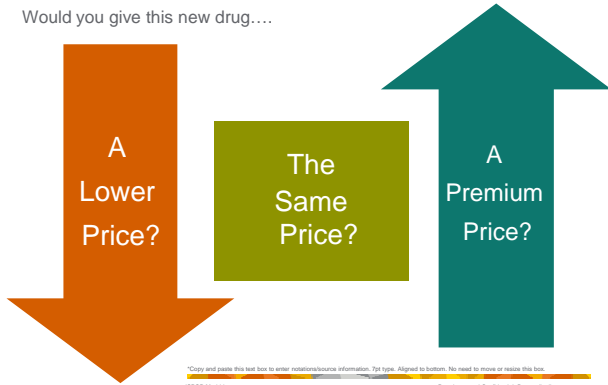 Would you give this new drug….
A
Lower
Price?
The
Same
Price?
A
Premium
Price?
*Copy and paste this text box to enter notations/source information. 7pt type. Aligned to bottom. No need to move or resize this box.